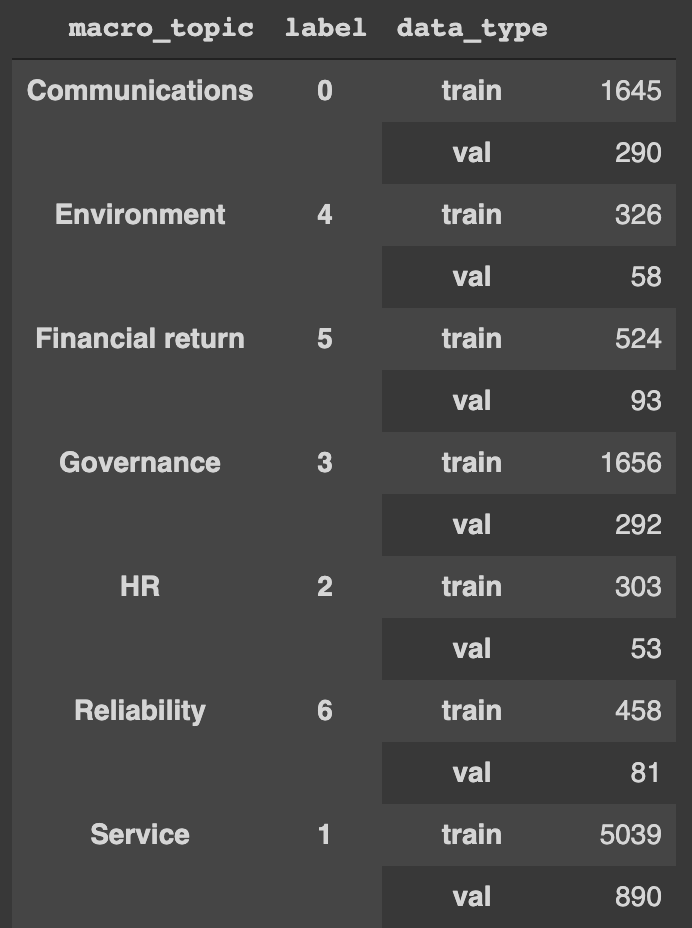 macro_topic label data_type
Communications 0 train 1645
val 290
Environment 4 train 326
val 58
Financial return 5 train 524
val 93
Governance 3 train 1656
val 292
HR 2 train 303
val 53
Reliability 6 train 458
val 81
Service 1 train 5039
val 890